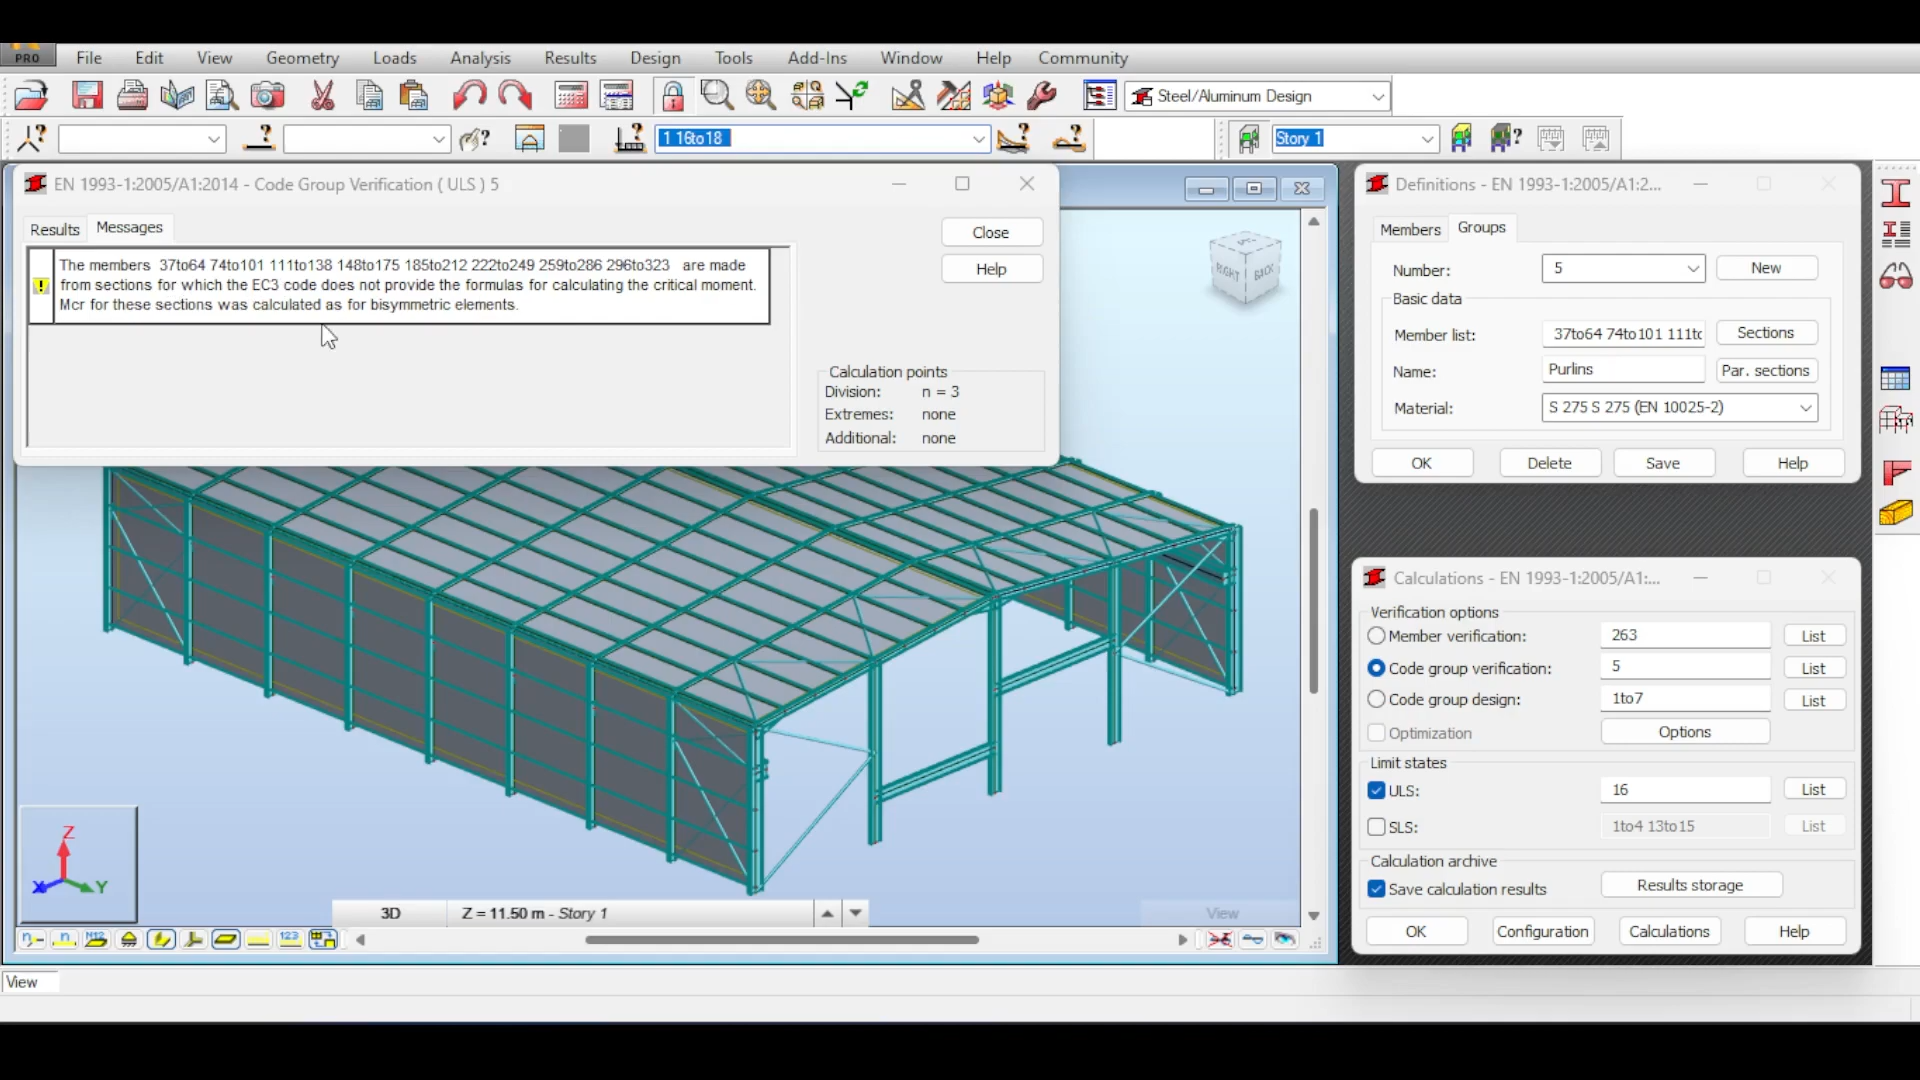 PRO
File Edit View Geometry Loads Analysis Results Design Tools Add-Ins Window Help Community
Steel/Aluminum Design
1 16to18
Story 1
EN 1993-1:2005/A1:2014 - Code Group Verification ( ULS ) 5
Results Messages
The members 37to64 74to101 111to138 148to175 185to212 222to249 259to286 296to323 are made
from sections for which the EC3 code does not provide the formulas for calculating the critical moment.
Mcr for these sections was calculated as for bisymmetric elements.
Close
Help
Calculation points
Division: n = 3
Extremes: none
Additional: none
RIGHT BACK
Z
X Y
3D Z = 11.50 m - Story 1
View
View
Definitions - EN 1993-1:2005/A1:2...
Members Groups
Number: 5 New
Basic data
Member list: 37to64 74to101 111tc Sections
Name: Purlins Par. sections
Material: S 275 S 275 (EN 10025-2)
OK Delete Save Help
Calculations - EN 1993-1:2005/A1:...
Verification options
Member verification: 263 List
Code group verification: 5 List
Code group design: 1to7 List
Optimization Options
Limit states
ULS: 16 List
SLS: 1to4 13to15 List
Calculation archive
Save calculation results Results storage
OK Configuration Calculations Help